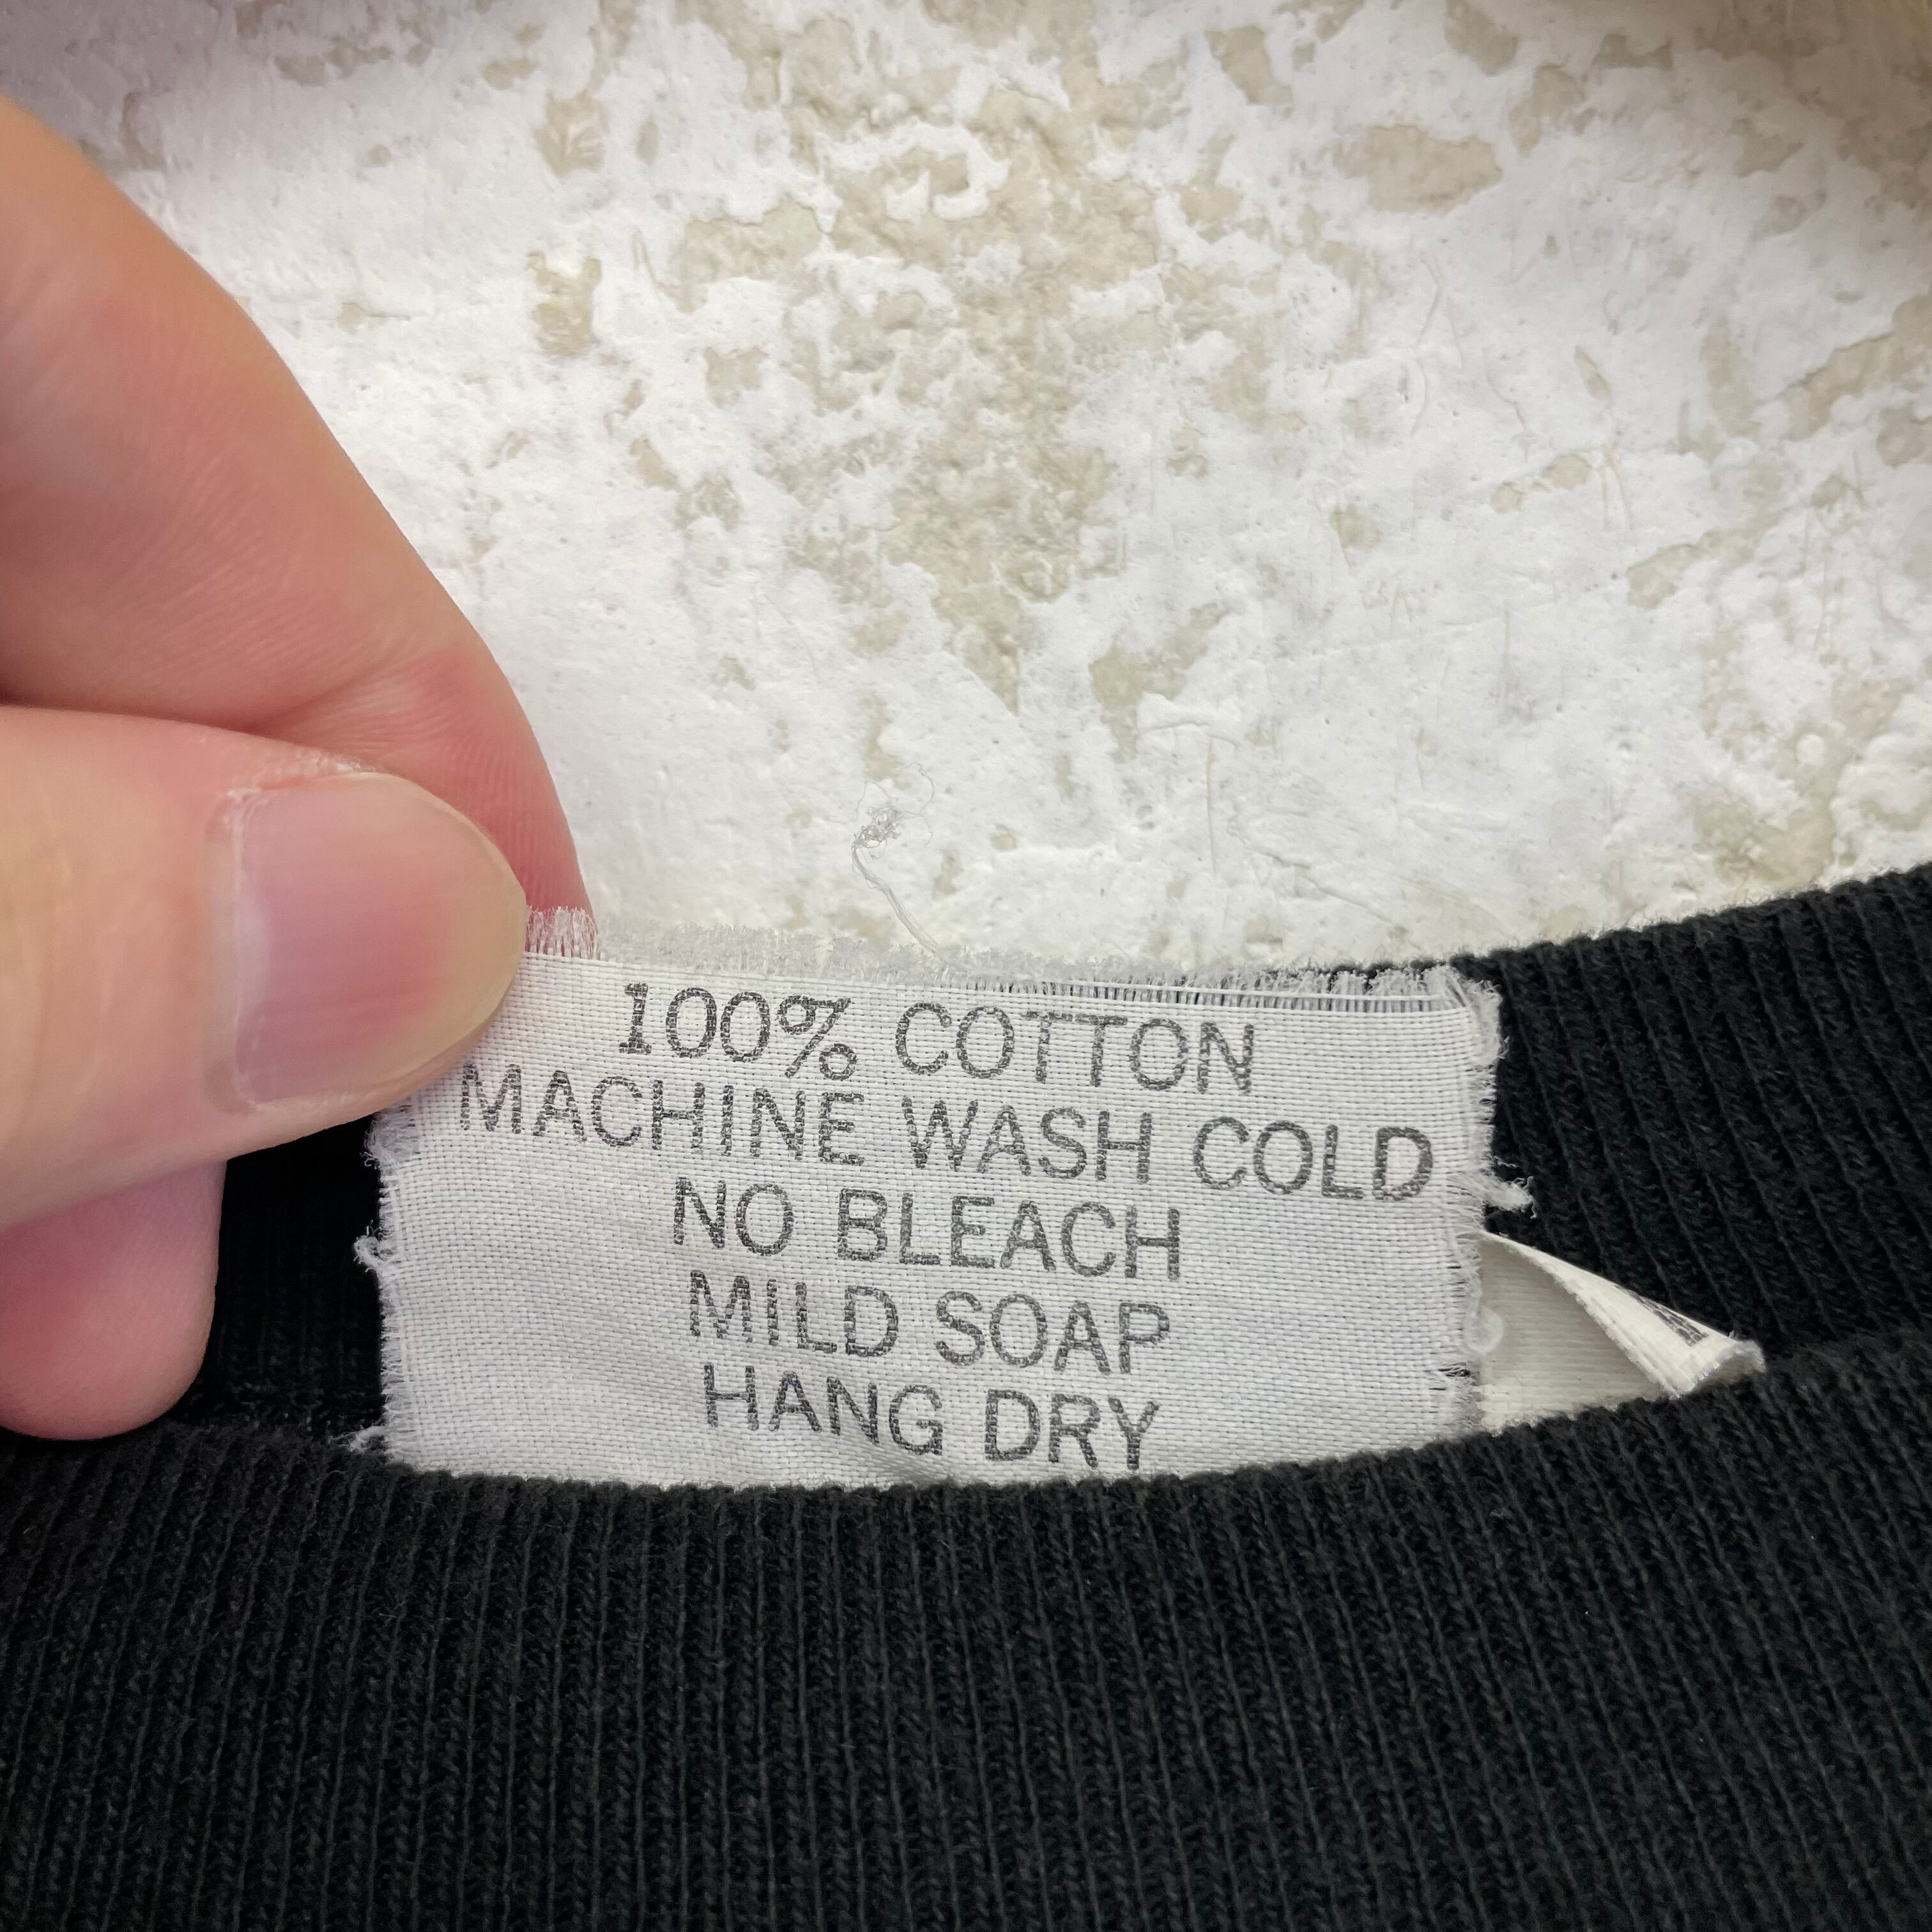 100% COTTON
MACHINE WASH COLD
NO BLEACH
MILD SOAP
HANG DRY